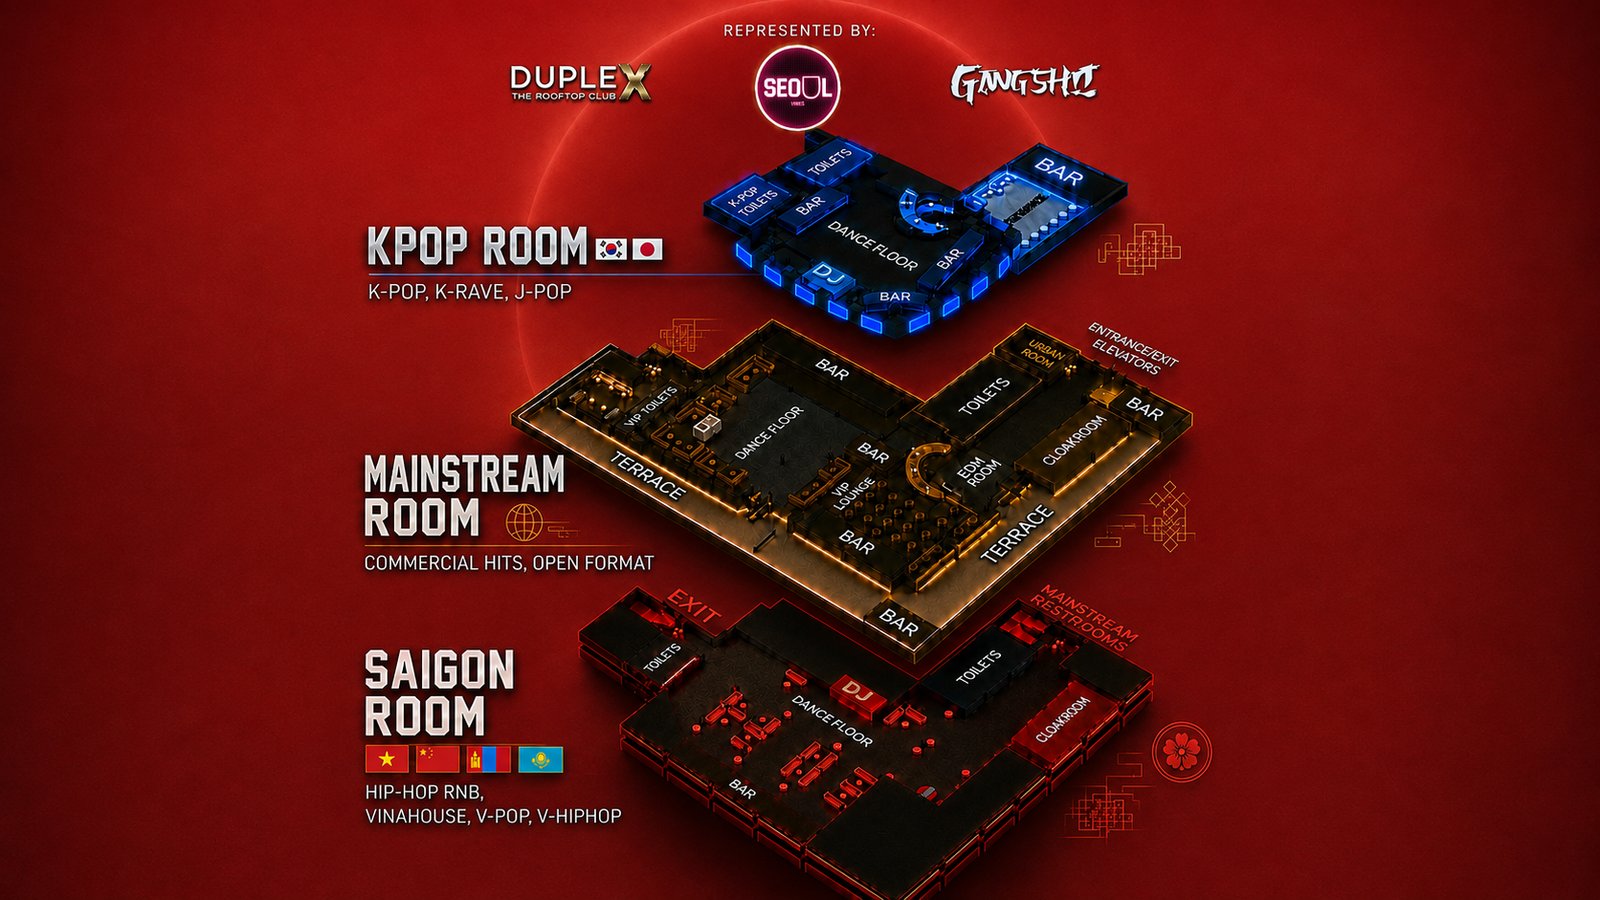 REPRESENTED BY:
DUPLEX
THE ROOFTOP CLUB
SEOUL
VIBES
GANGSHIT
KPOP ROOM
K-POP, K-RAVE, J-POP
TOILETS
K-POP
TOILETS
BAR
BAR
DANCE FLOOR
BAR
DJ
BAR
MAINSTREAM
ROOM
COMMERCIAL HITS, OPEN FORMAT
ENTRANCE/EXIT
ELEVATORS
URBAN
ROOM
BAR
TOILETS
BAR
VIP TOILETS
DJ
DANCE FLOOR
CLOAKROOM
BAR
EDM
ROOM
TERRACE
VIP
LOUNGE
BAR
TERRACE
BAR
SAIGON
ROOM
HIP-HOP RNB,
VINAHOUSE, V-POP, V-HIPHOP
EXIT
MAINSTREAM
RESTROOMS
TOILETS
TOILETS
DJ
DANCE FLOOR
CLOAKROOM
BAR